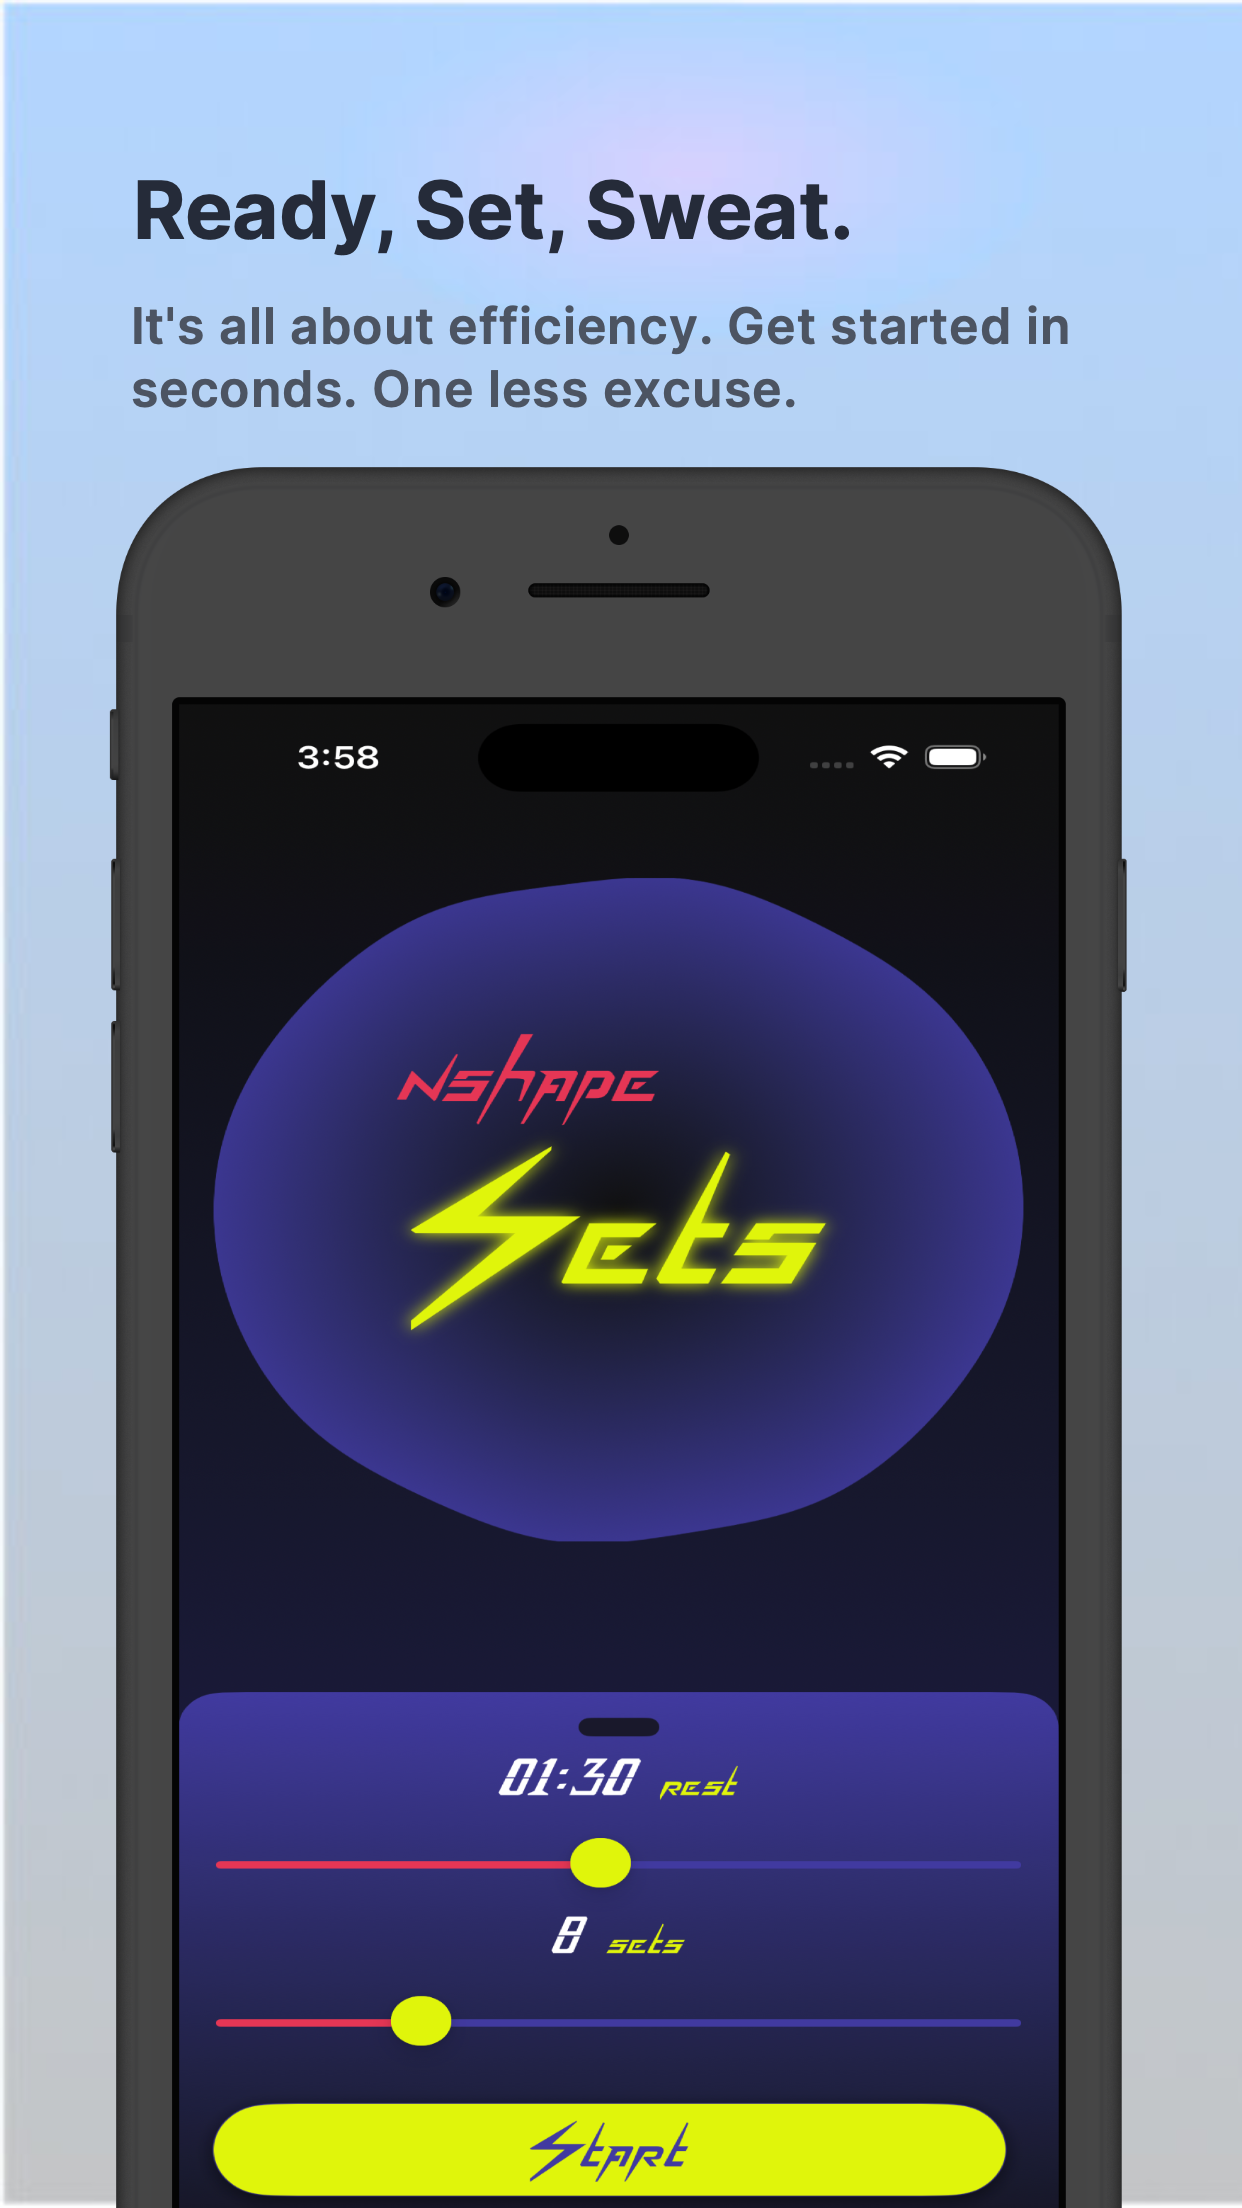 Ready, Set, Sweat.
It's all about efficiency. Get started in
seconds. One less excuse.
3:58
Nshape
Sets
01:30 rest
8 sets
Start